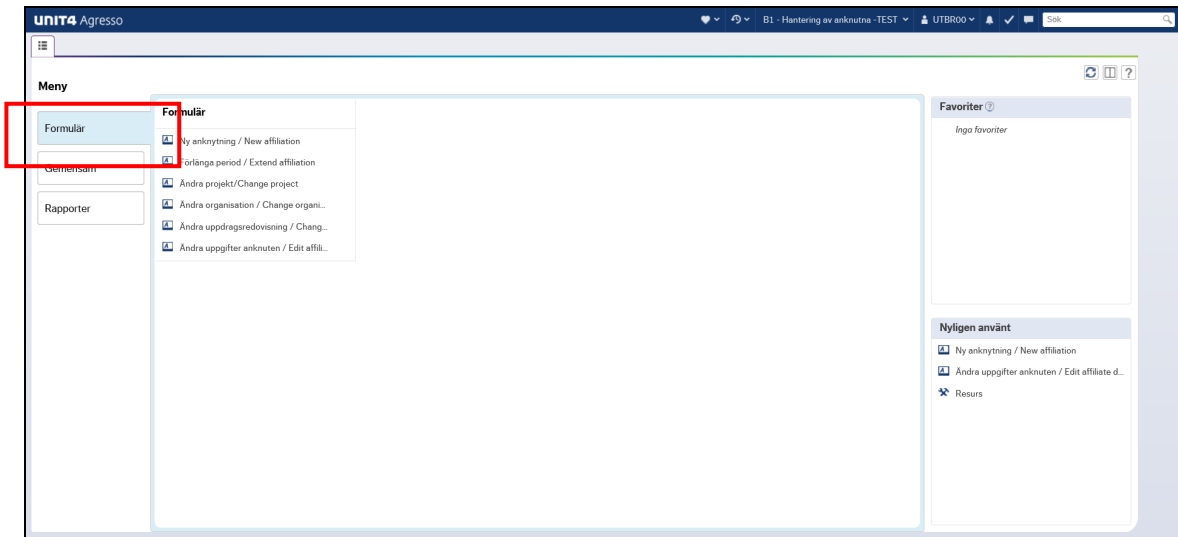 UNIT4 Agresso
B1 - Hantering av anknutna -TEST
UTBR00
Sök
Meny
Formulär
Gemensam
Rapporter
Formulär
Ny anknytning / New affiliation
Förlänga period / Extend affiliation
Ändra projekt/Change project
Ändra organisation / Change organi...
Ändra uppdragsredovisning / Chang...
Ändra uppgifter anknuten / Edit affili...
Favoriter ?
Inga favoriter
Nyligen använt
Ny anknytning / New affiliation
Ändra uppgifter anknuten / Edit affiliate d...
Resurs